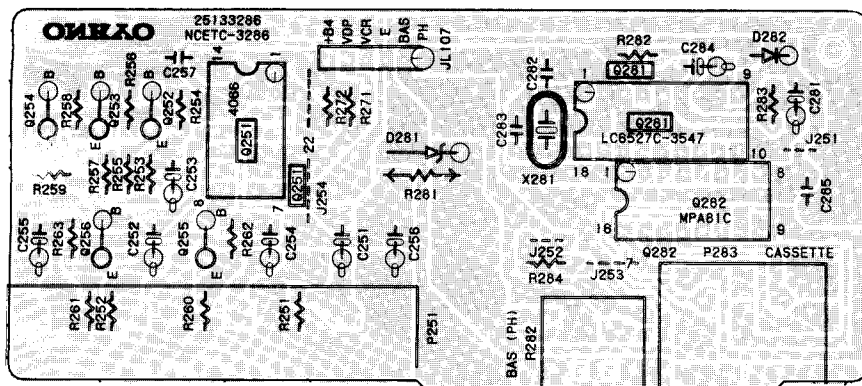 ONKYO
25133286
NCETC-3286
+B4
VDP
VCR
E
BAS
PH
JL107
14
1
C257
R256
B
B
B
Q254
R258
Q253
Q252
R254
4066
Q251
E
E
R272
R271
22
D281
R281
Q251
J254
7
R259
R257
R255
R253
C253
C255
R263
Q256
B
C252
Q255
8
B
R262
C254
C251
C256
E
E
R261
R252
R260
R251
P251
C282
R282
Q281
C284
D282
1
9
C283
Q281
LC6527C-3547
R283
C281
J251
X281
18
10
1
8
Q282
MPA81C
C285
16
9
J252
R284
J253
7
Q282
P283
CASSETTE
BAS (PH)
R282